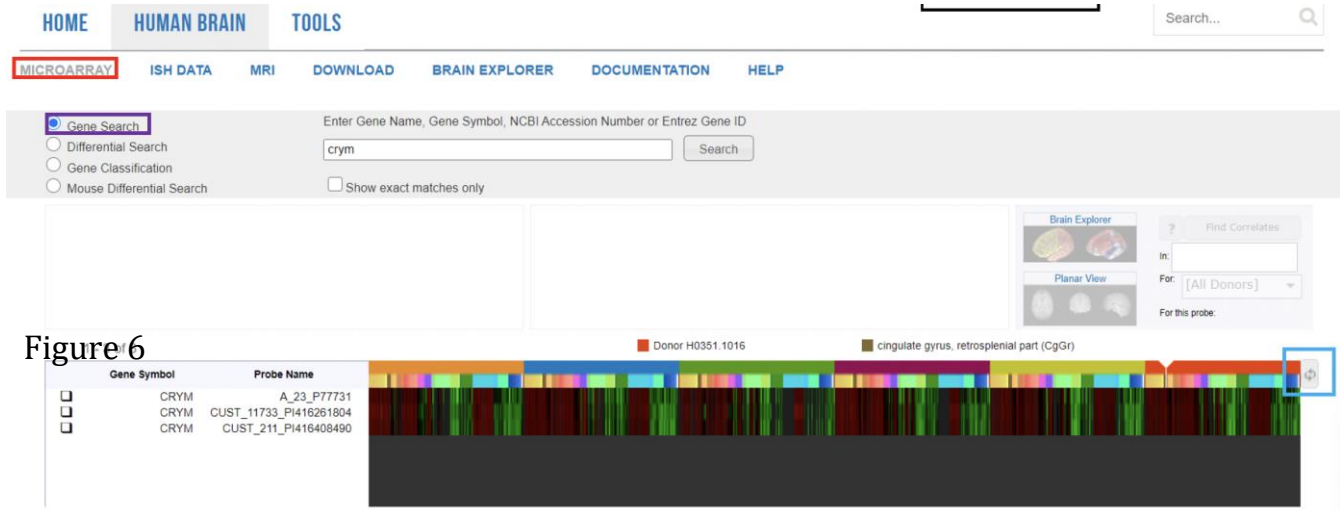 HOME HUMAN BRAIN TOOLS Search...
MICROARRAY ISH DATA MRI DOWNLOAD BRAIN EXPLORER DOCUMENTATION HELP
Gene Search
Differential Search
Gene Classification
Mouse Differential Search
Enter Gene Name, Gene Symbol, NCBI Accession Number or Entrez Gene ID
crym Search
Show exact matches only
Brain Explorer
Planar View
? Find Correlates
In:
For: [All Donors]
For this probe:
Figure 6
Donor H0351.1016 cingulate gyrus, retrosplenial part (CgGr)
Gene Symbol Probe Name
CRYM A_23_P77731
CRYM CUST_11733_PI416261804
CRYM CUST_211_PI416408490